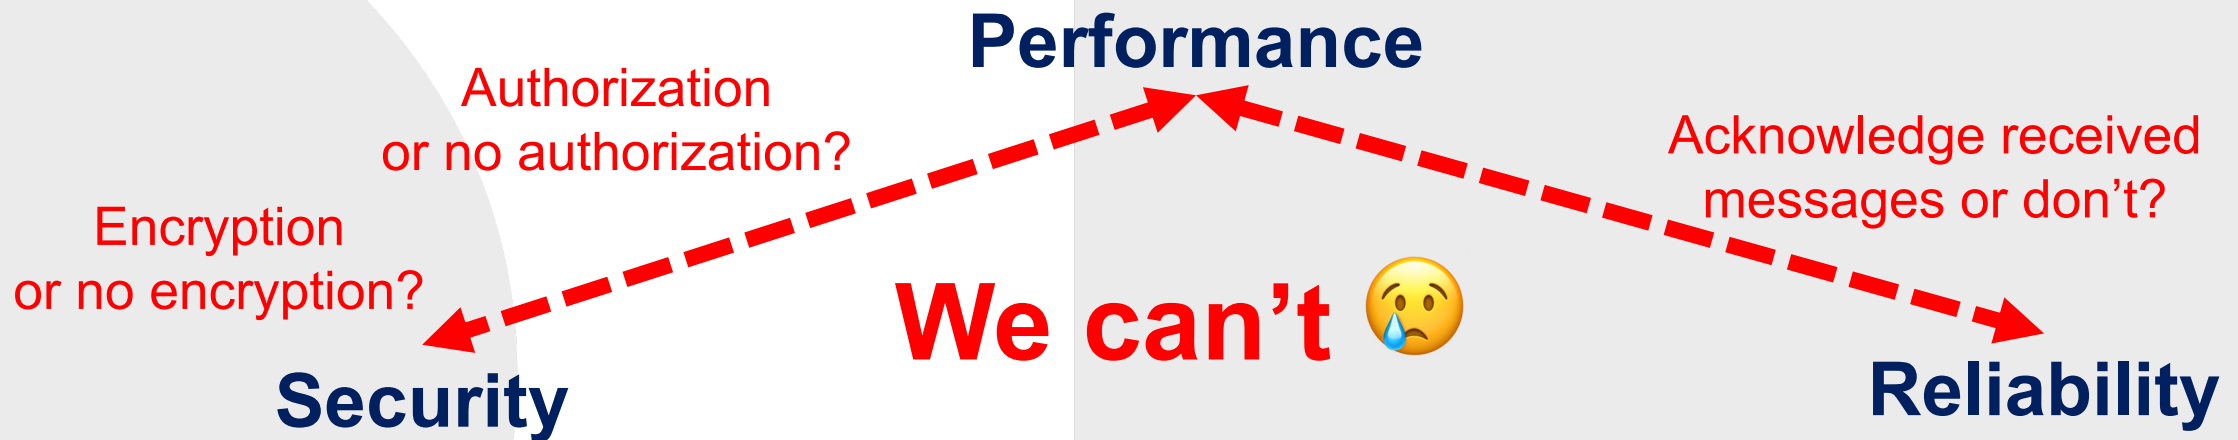 Performance
Authorization
or no authorization?
Acknowledge received
messages or don’t?
Encryption
or no encryption?
We can’t 😢
Security
Reliability